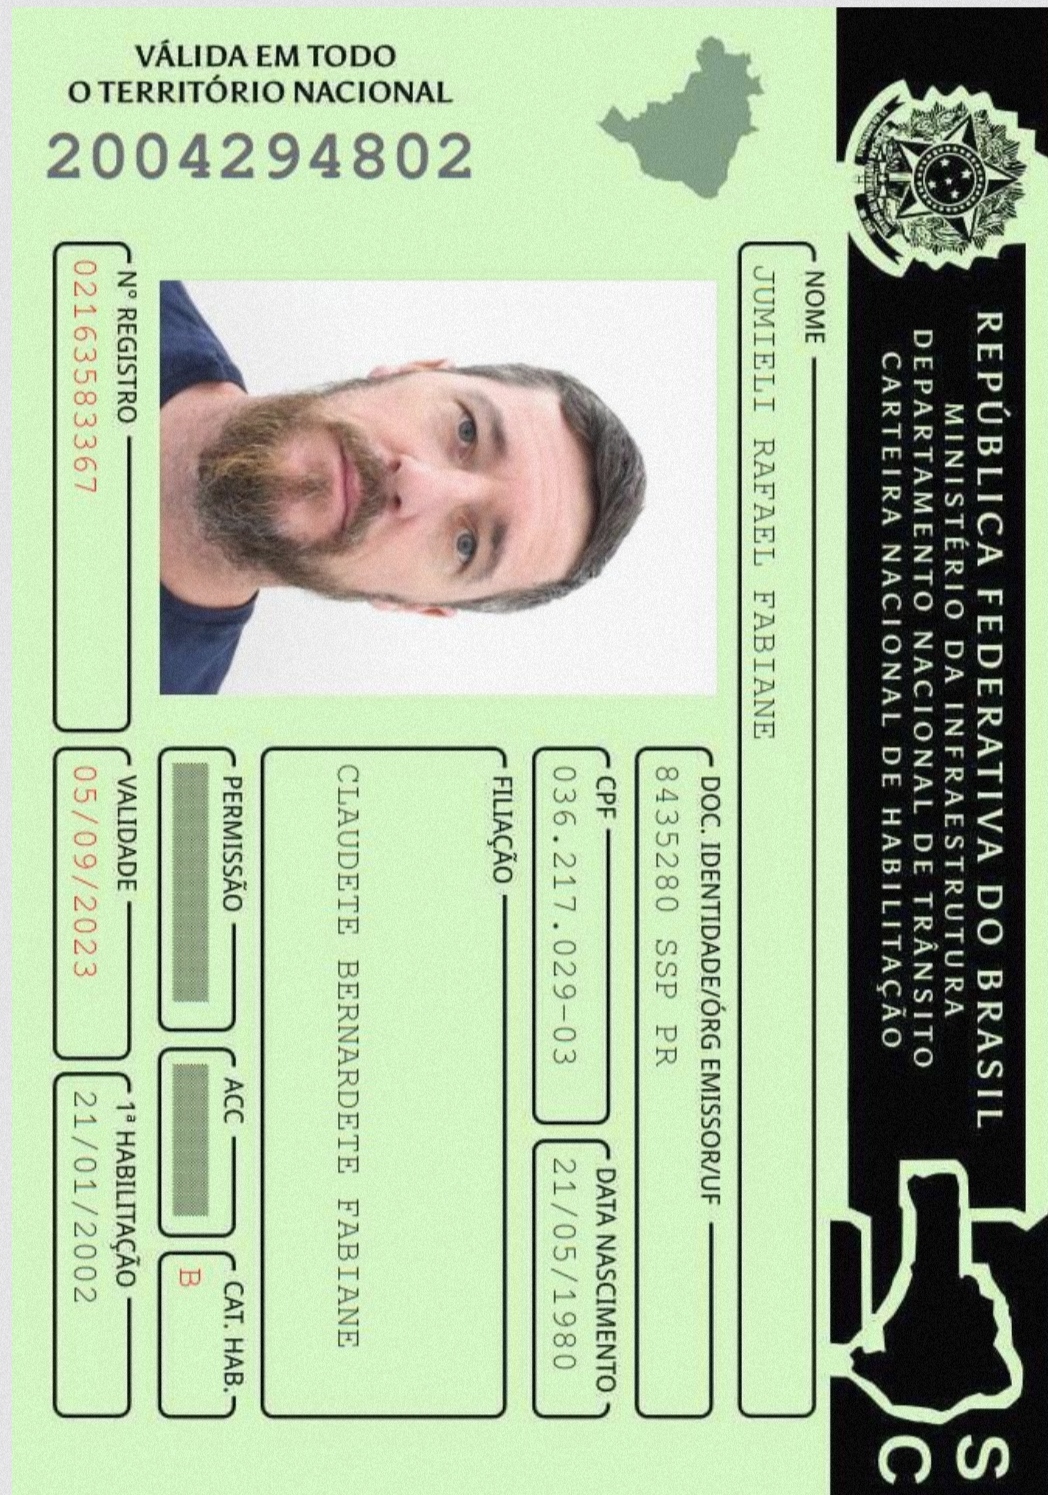 REPÚBLICA FEDERATIVA DO BRASIL
MINISTÉRIO DA INFRAESTRUTURA
DEPARTAMENTO NACIONAL DE TRÂNSITO
CARTEIRA NACIONAL DE HABILITAÇÃO
SC
VÁLIDA EM TODO
O TERRITÓRIO NACIONAL
2004294802
NOME
JUMIELI RAFAEL FABIANE
DOC. IDENTIDADE/ÓRG EMISSOR/UF
8435280 SSP PR
CPF
036.217.029-03
DATA NASCIMENTO
21/05/1980
FILIAÇÃO
CLAUDETE BERNARDETE FABIANE
PERMISSÃO
ACC
CAT. HAB.
B
Nº REGISTRO
02163583367
VALIDADE
05/09/2023
1ª HABILITAÇÃO
21/01/2002